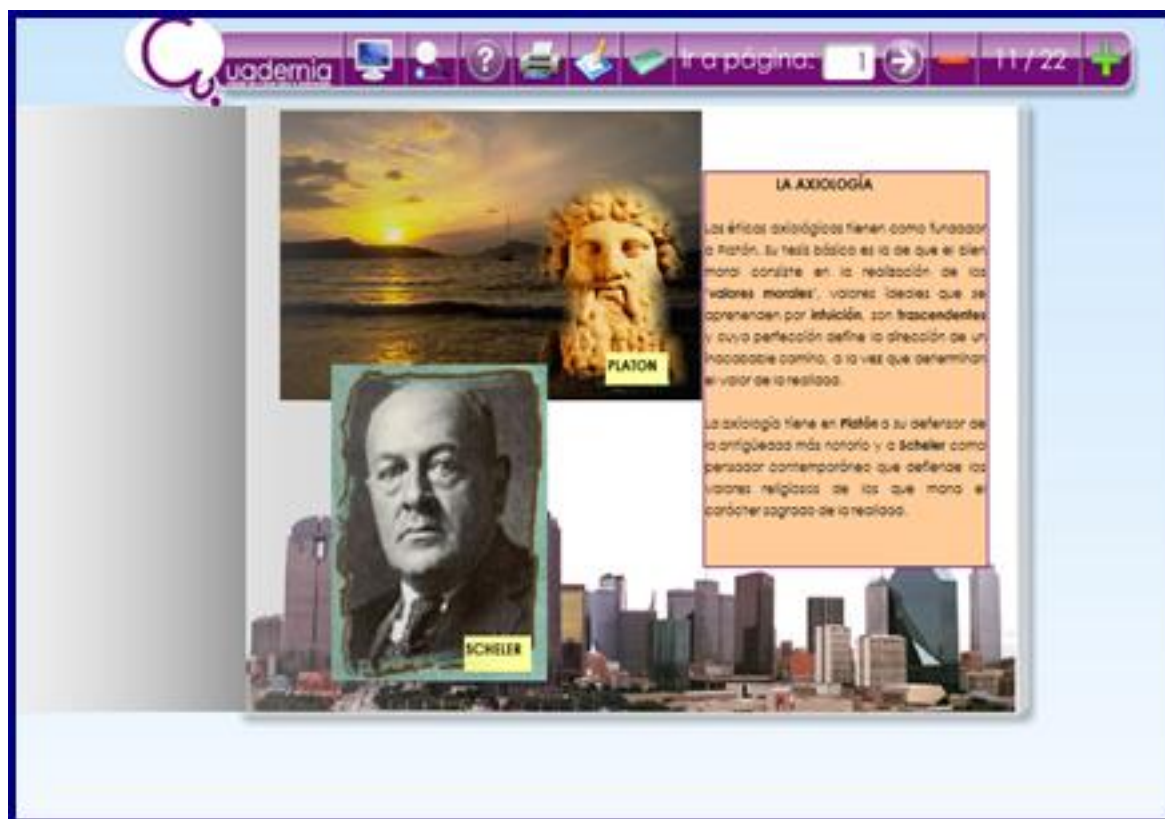 Cuadernia
Ir a página: 1 11 / 22
LA AXIOLOGÍA
Las éticas axiológicas tienen como fundador
a Platón. Su tesis básica es la de que el bien
moral consiste en la realización de los
"valores morales", valores ideales que se
aprehenden por intuición, son trascendentes
y cuya perfección define la dirección de un
inacabable camino, a la vez que determinan
el valor de la realidad.
La axiología tiene en Platón a su defensor de
la antigüedad más notorio y a Scheler como
pensador contemporáneo que defiende los
valores religiosos de los que mana el
carácter sagrado de la realidad.
PLATON
SCHELER